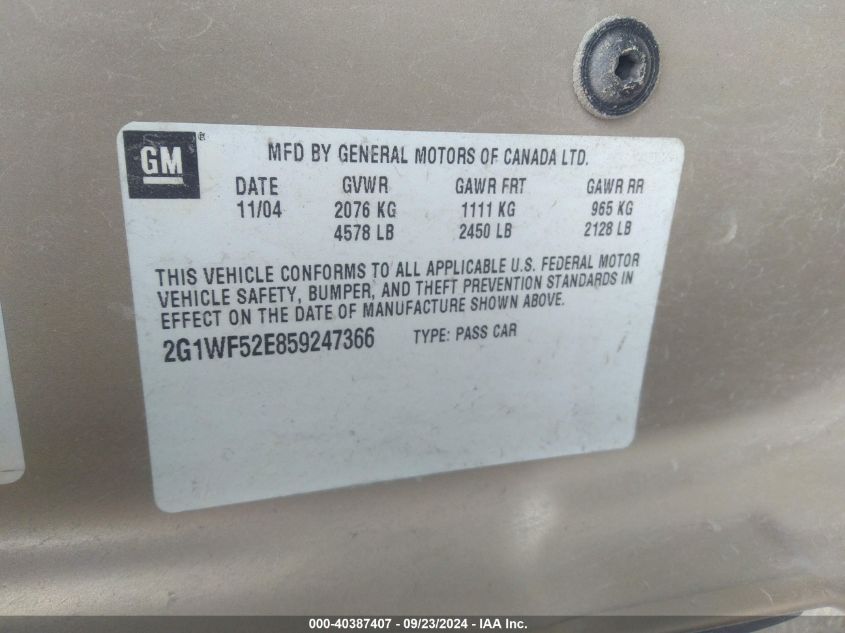 GM ®
MFD BY GENERAL MOTORS OF CANADA LTD.
DATE GVWR GAWR FRT GAWR RR
11/04 2076 KG 1111 KG 965 KG
4578 LB 2450 LB 2128 LB
THIS VEHICLE CONFORMS TO ALL APPLICABLE U.S. FEDERAL MOTOR
VEHICLE SAFETY, BUMPER, AND THEFT PREVENTION STANDARDS IN
EFFECT ON THE DATE OF MANUFACTURE SHOWN ABOVE.
2G1WF52E859247366 TYPE: PASS CAR
000-40387407 - 09/23/2024 - IAA Inc.